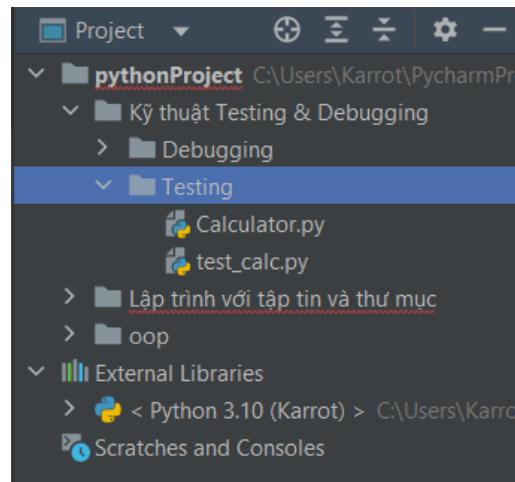 Project
pythonProject C:\Users\Karrot\PycharmPr
Kỹ thuật Testing & Debugging
Debugging
Testing
Calculator.py
test_calc.py
Lập trình với tập tin và thư mục
oop
External Libraries
< Python 3.10 (Karrot) > C:\Users\Karro
Scratches and Consoles